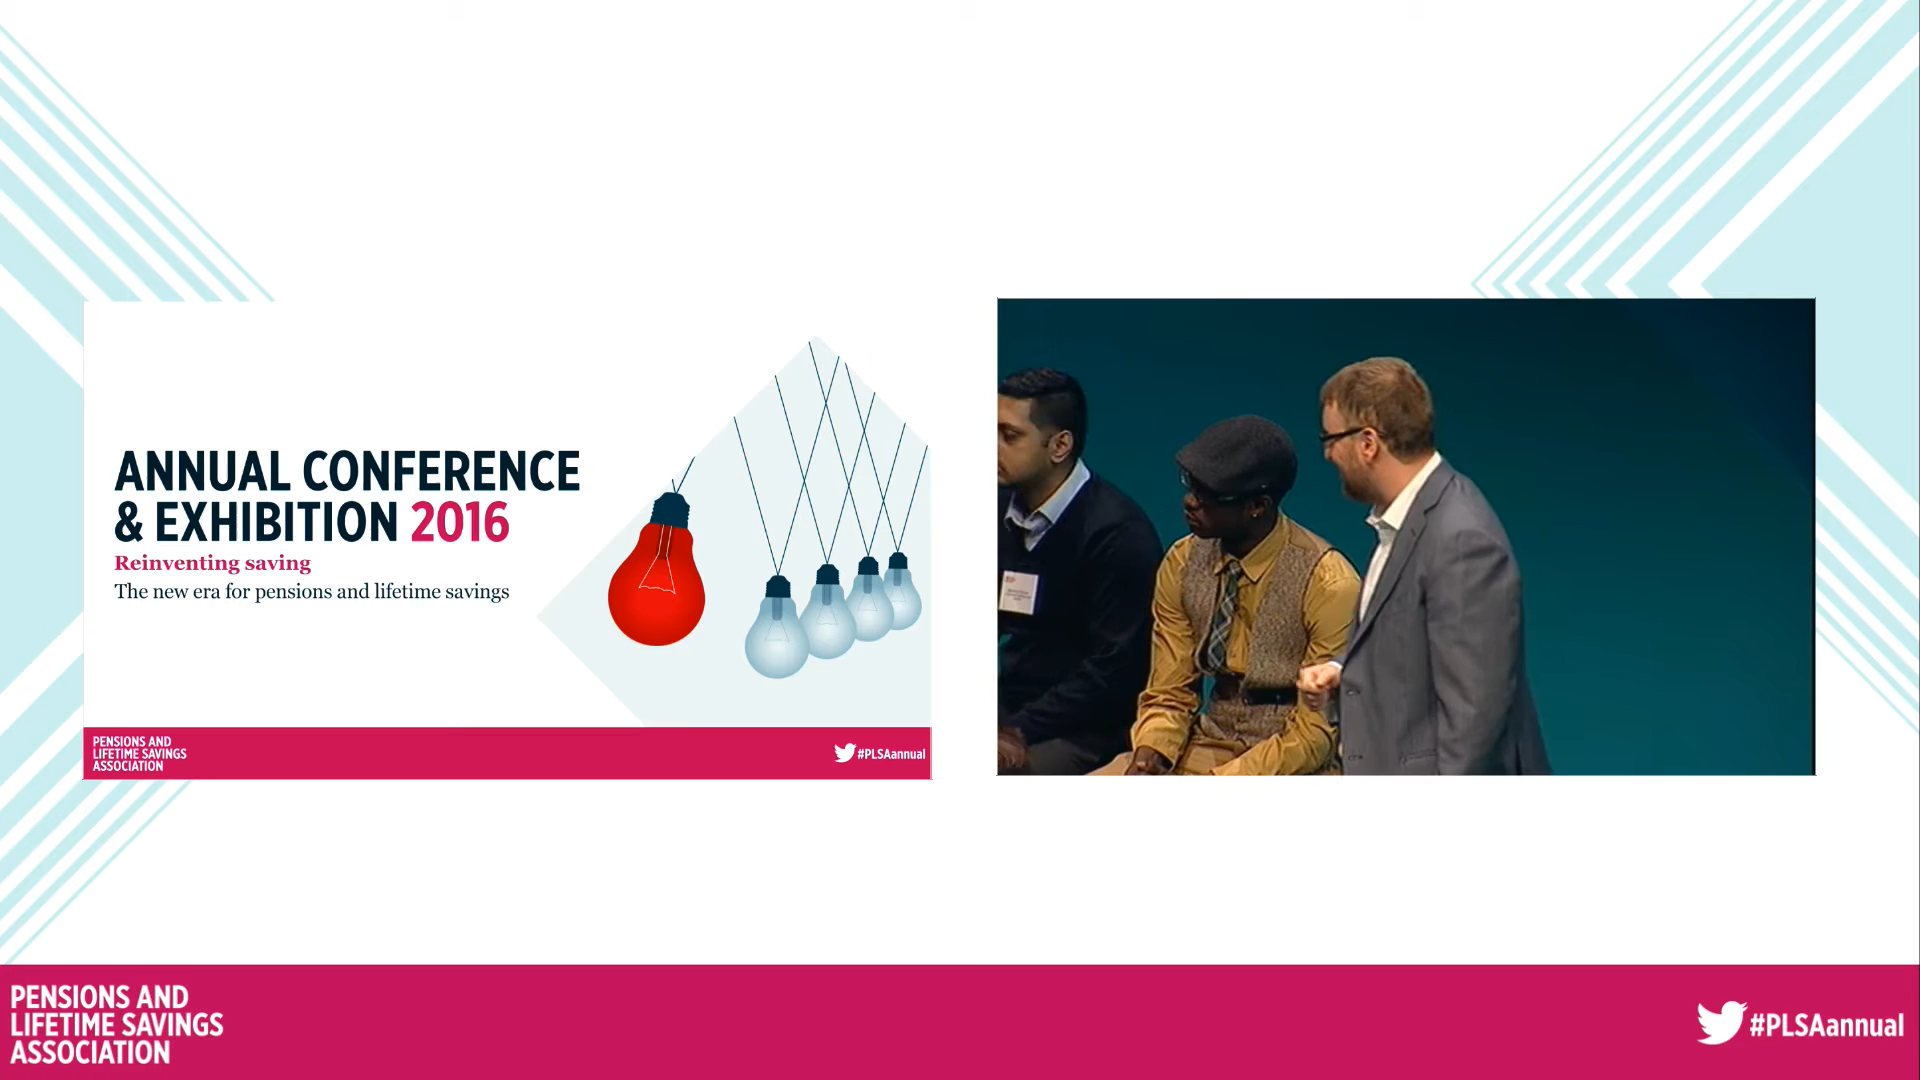 ANNUAL CONFERENCE
& EXHIBITION 2016
Reinventing saving
The new era for pensions and lifetime savings
PENSIONS AND
LIFETIME SAVINGS
ASSOCIATION
#PLSAannual
PENSIONS AND
LIFETIME SAVINGS
ASSOCIATION
#PLSAannual